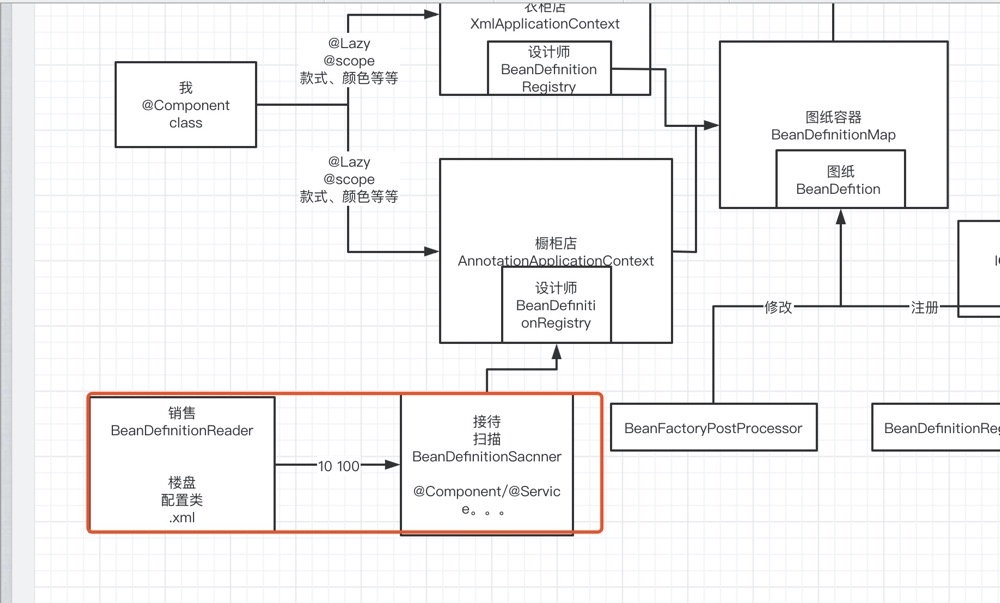 衣柜店
XmlApplicationContext
设计师
BeanDefinition
Registry
@Lazy
@scope
款式、颜色等等
我
@Component
class
图纸容器
BeanDefinitionMap
图纸
BeanDefition
@Lazy
@scope
款式、颜色等等
橱柜店
AnnotationApplicationContext
设计师
BeanDefiniti
onRegistry
修改
注册
销售
BeanDefinitionReader
楼盘
配置类
.xml
10 100
接待
扫描
BeanDefinitionSacnner
@Component/@Servic
e。。。
BeanFactoryPostProcessor
BeanDefinitionReg